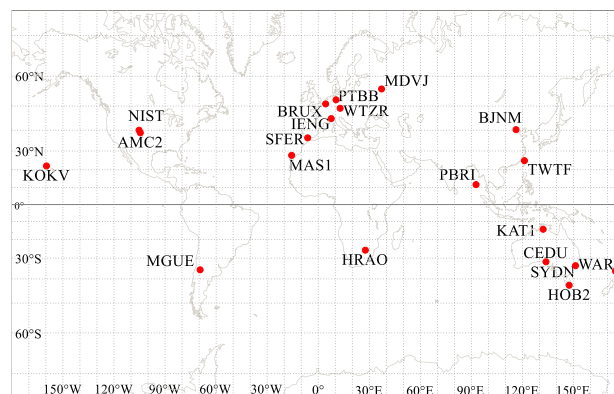 60°N
MDVJ
PTBB
BRUX
WTZR
NIST
IENG
BJNM
AMC2
SFER
30°N
MAS1
TWTF
KOKV
PBRI
0°
KAT1
30°S
MGUE
HRAO
CEDU
SYDN
WAR
HOB2
60°S
150°W 120°W 90°W 60°W 30°W 0° 30°E 60°E 90°E 120°E 150°E